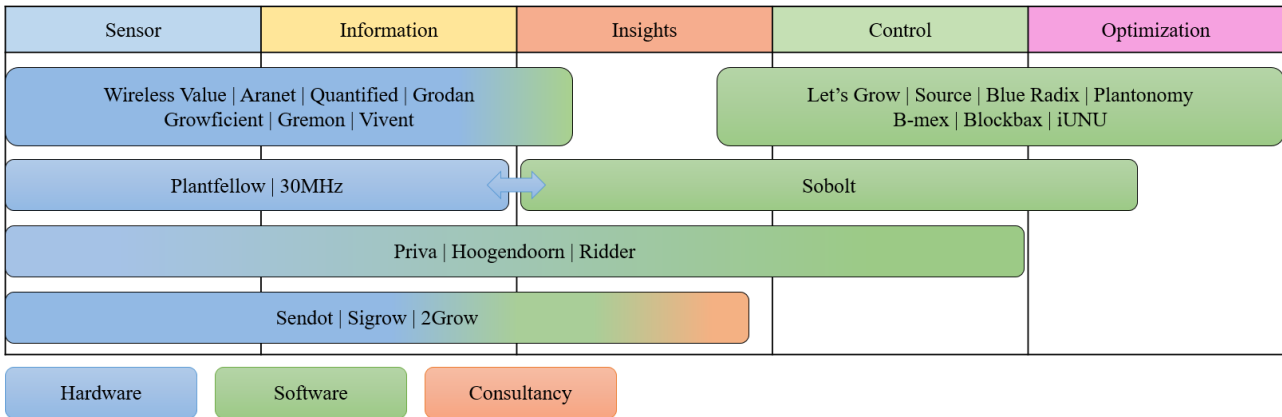 Sensor
Information
Insights
Control
Optimization
Wireless Value | Aranet | Quantified | Grodan
Growficient | Gremon | Vivent
Let's Grow | Source | Blue Radix | Plantonomy
B-mex | Blockbax | iUNU
Plantfellow | 30MHz
Sobolt
Priva | Hoogendoorn | Ridder
Sendot | Sigrow | 2Grow
Hardware
Software
Consultancy